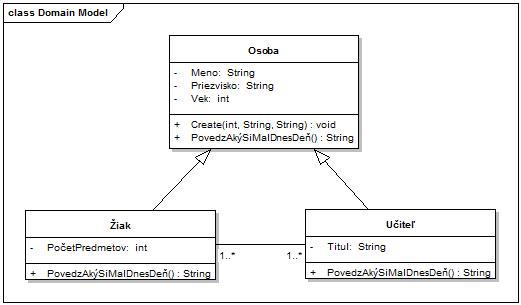 class Domain Model
Osoba
- Meno: String
- Priezvisko: String
- Vek: int
+ Create(int, String, String) : void
+ PovedzAkýSiMalDnesDeň() : String
Žiak
- PočetPredmetov: int
+ PovedzAkýSiMalDnesDeň() : String
1..*
1..*
Učiteľ
- Titul: String
+ PovedzAkýSiMalDnesDeň() : String